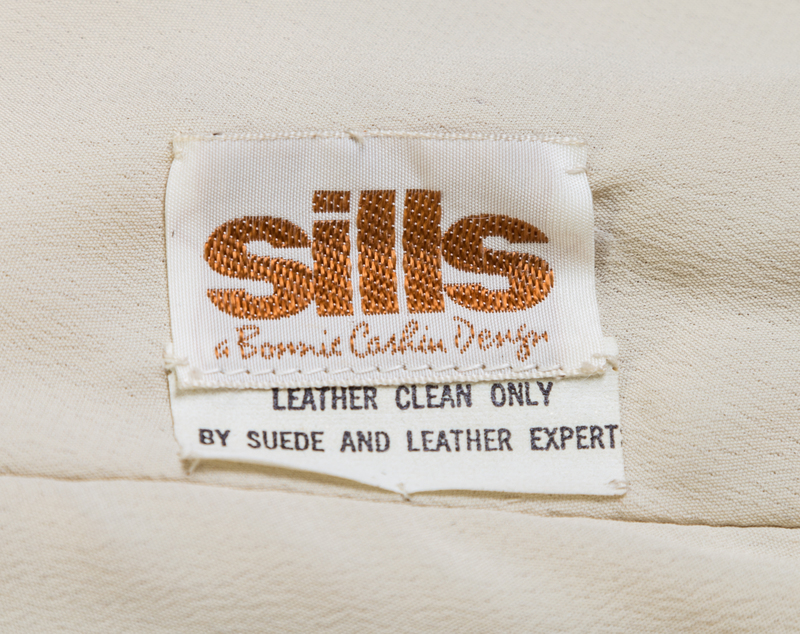 sills
a Bonnie Cashin Design
LEATHER CLEAN ONLY
BY SUEDE AND LEATHER EXPERT